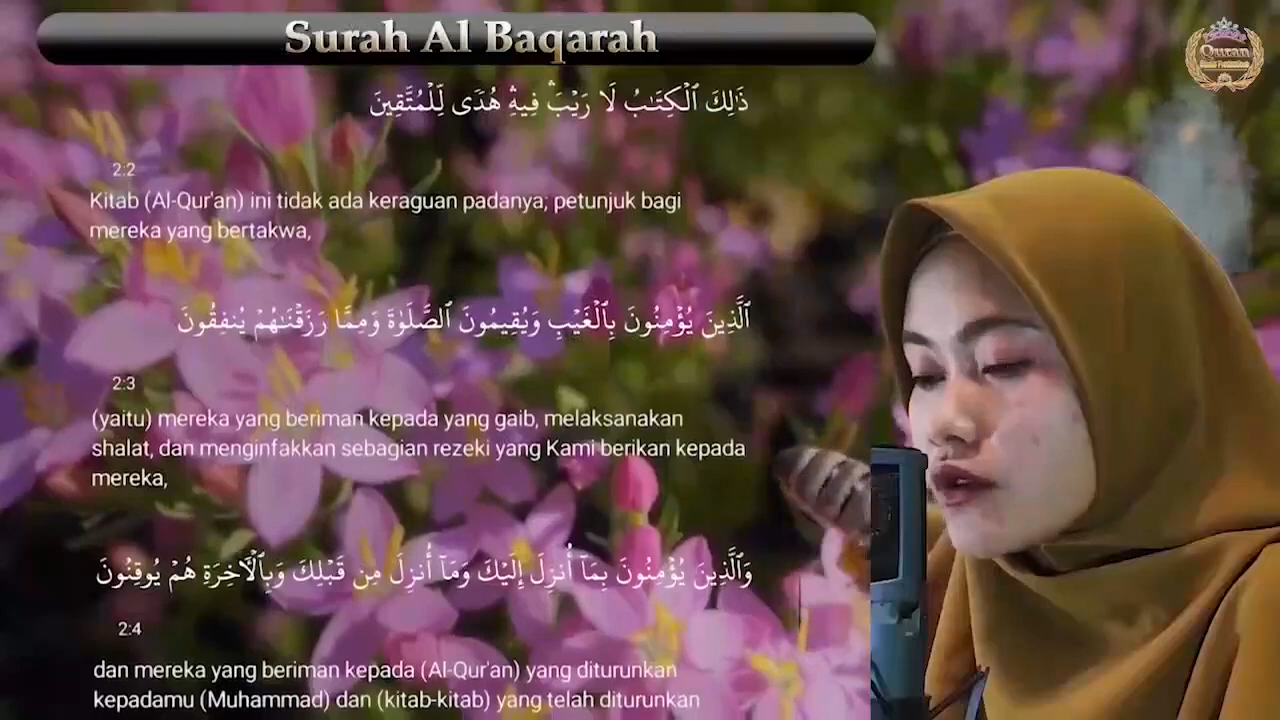 Surah Al Baqarah
Quran
ذَٰلِكَ ٱلْكِتَـٰبُ لَا رَيْبَ ۛ فِيهِ ۛ هُدًى لِّلْمُتَّقِينَ
2:2
Kitab (Al-Qur'an) ini tidak ada keraguan padanya; petunjuk bagi
mereka yang bertakwa,
ٱلَّذِينَ يُؤْمِنُونَ بِٱلْغَيْبِ وَيُقِيمُونَ ٱلصَّلَوٰةَ وَمِمَّا رَزَقْنَـٰهُمْ يُنفِقُونَ
2:3
(yaitu) mereka yang beriman kepada yang gaib, melaksanakan
shalat, dan menginfakkan sebagian rezeki yang Kami berikan kepada
mereka,
وَٱلَّذِينَ يُؤْمِنُونَ بِمَآ أُنزِلَ إِلَيْكَ وَمَآ أُنزِلَ مِن قَبْلِكَ وَبِٱلْـَٔاخِرَةِ هُمْ يُوقِنُونَ
2:4
dan mereka yang beriman kepada (Al-Qur'an) yang diturunkan
kepadamu (Muhammad) dan (kitab-kitab) yang telah diturunkan